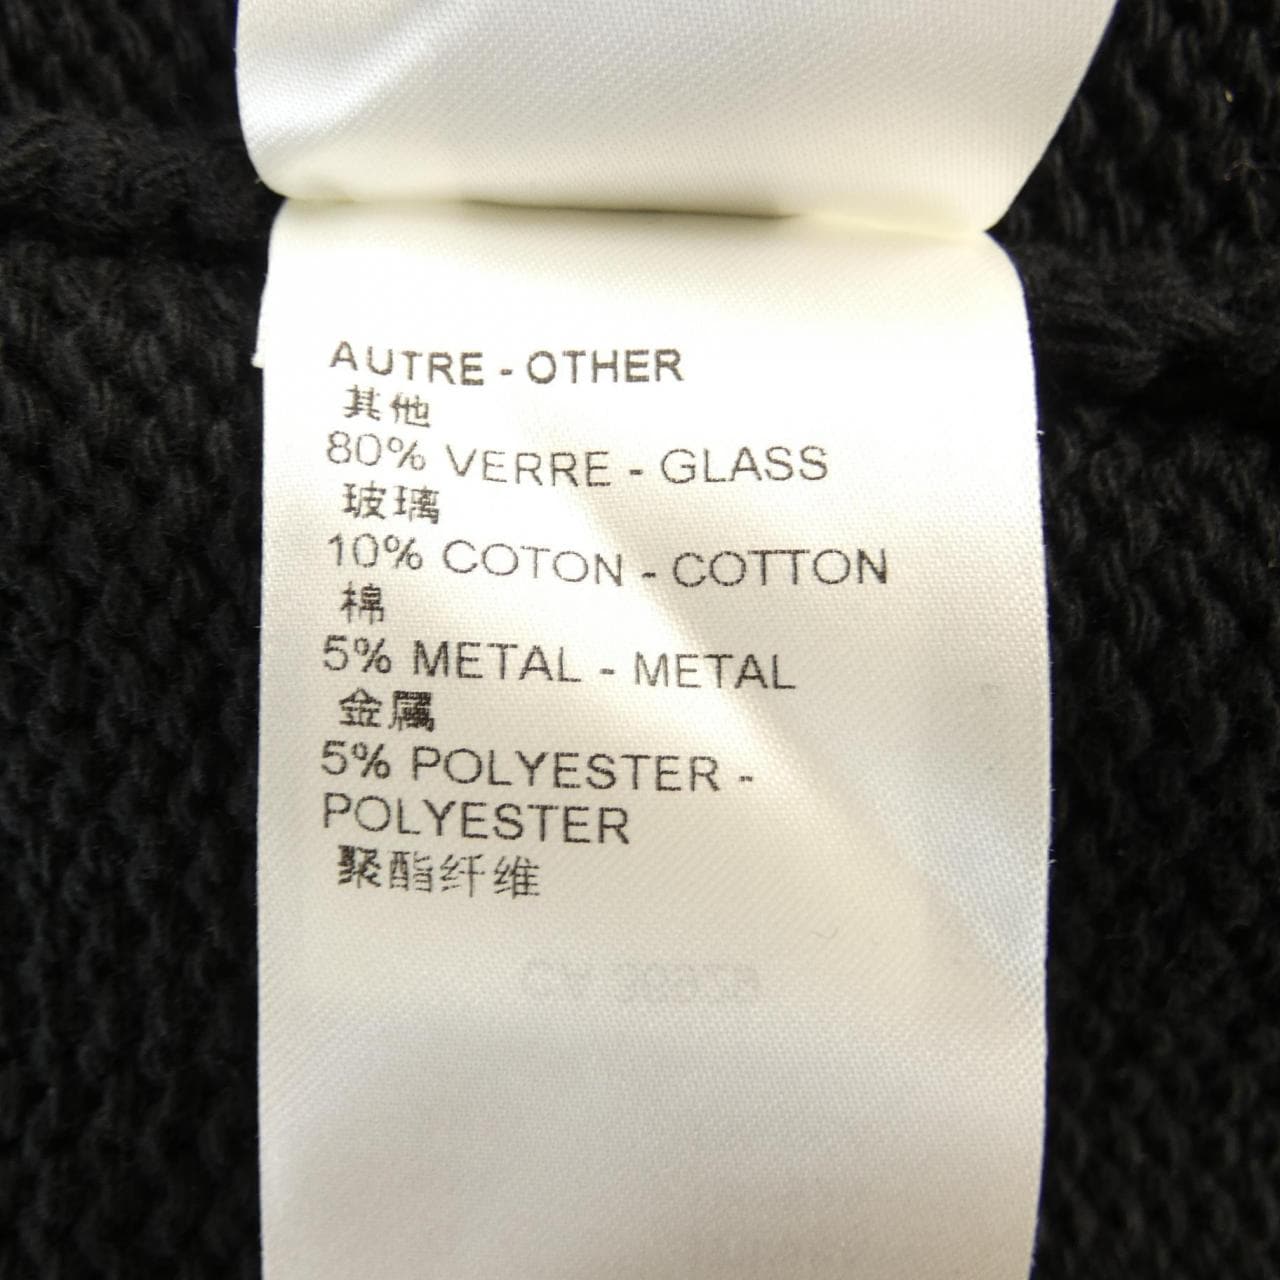 AUTRE - OTHER
其他
80% VERRE - GLASS
玻璃
10% COTON - COTTON
棉
5% METAL - METAL
金属
5% POLYESTER -
POLYESTER
聚酯纤维